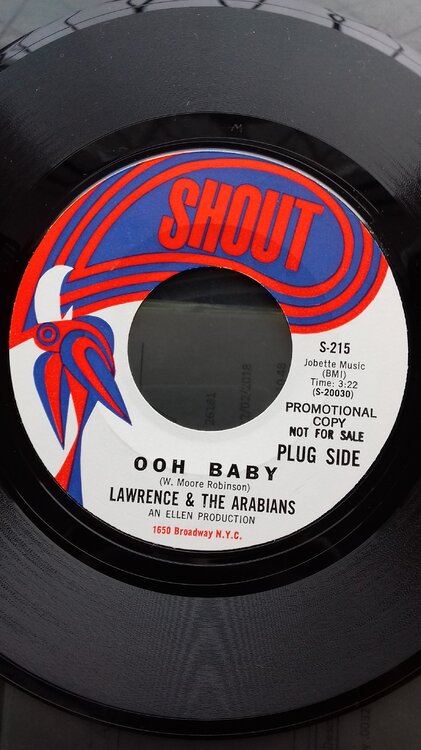 SHOUT
S-215
Jobette Music
(BMI)
Time: 3:22
(S-20030)
PROMOTIONAL
COPY
NOT FOR SALE
PLUG SIDE
OOH BABY
(W. Moore Robinson)
LAWRENCE & THE ARABIANS
AN ELLEN PRODUCTION
1650 Broadway N.Y.C.